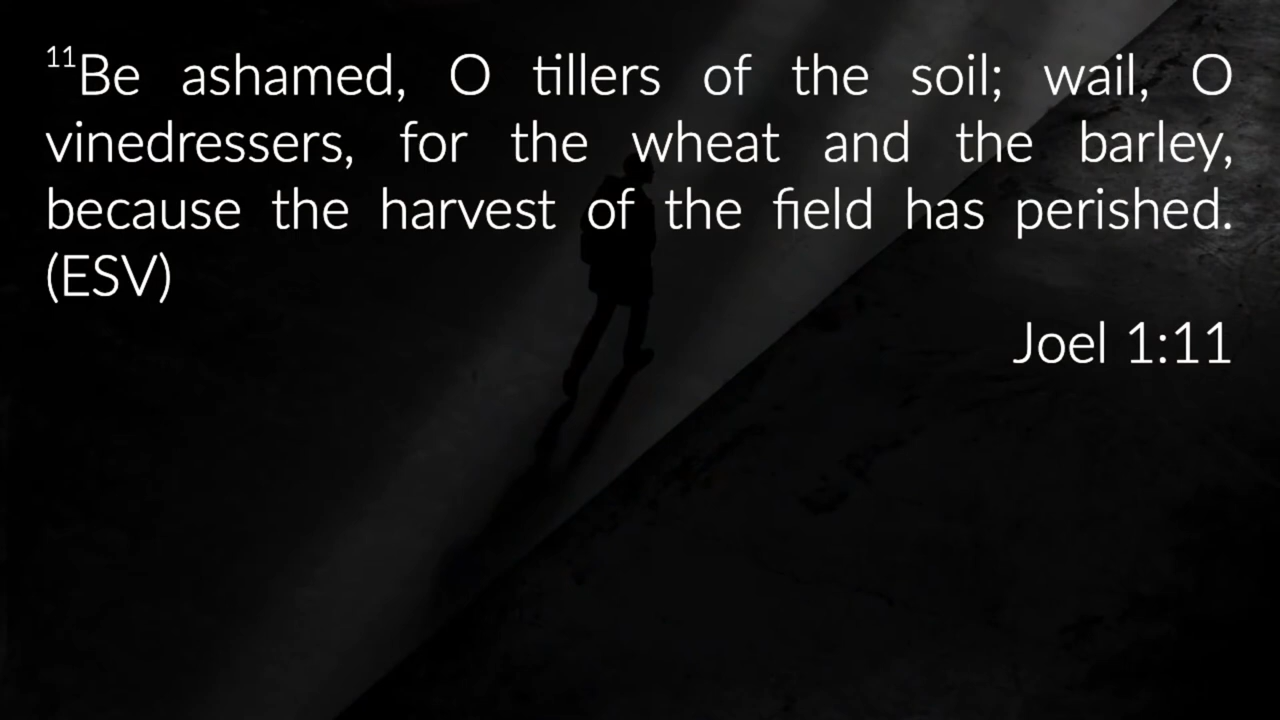 11Be ashamed, O tillers of the soil; wail, O
vinedressers, for the wheat and the barley,
because the harvest of the field has perished.
(ESV)
Joel 1:11